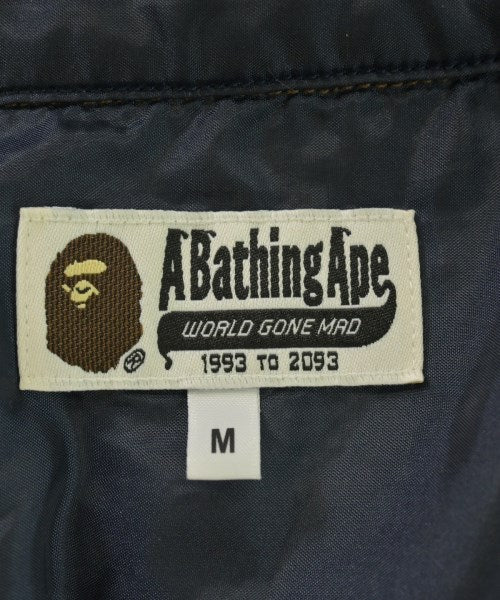 A Bathing Ape
WORLD GONE MAD
1993 TO 2093
M